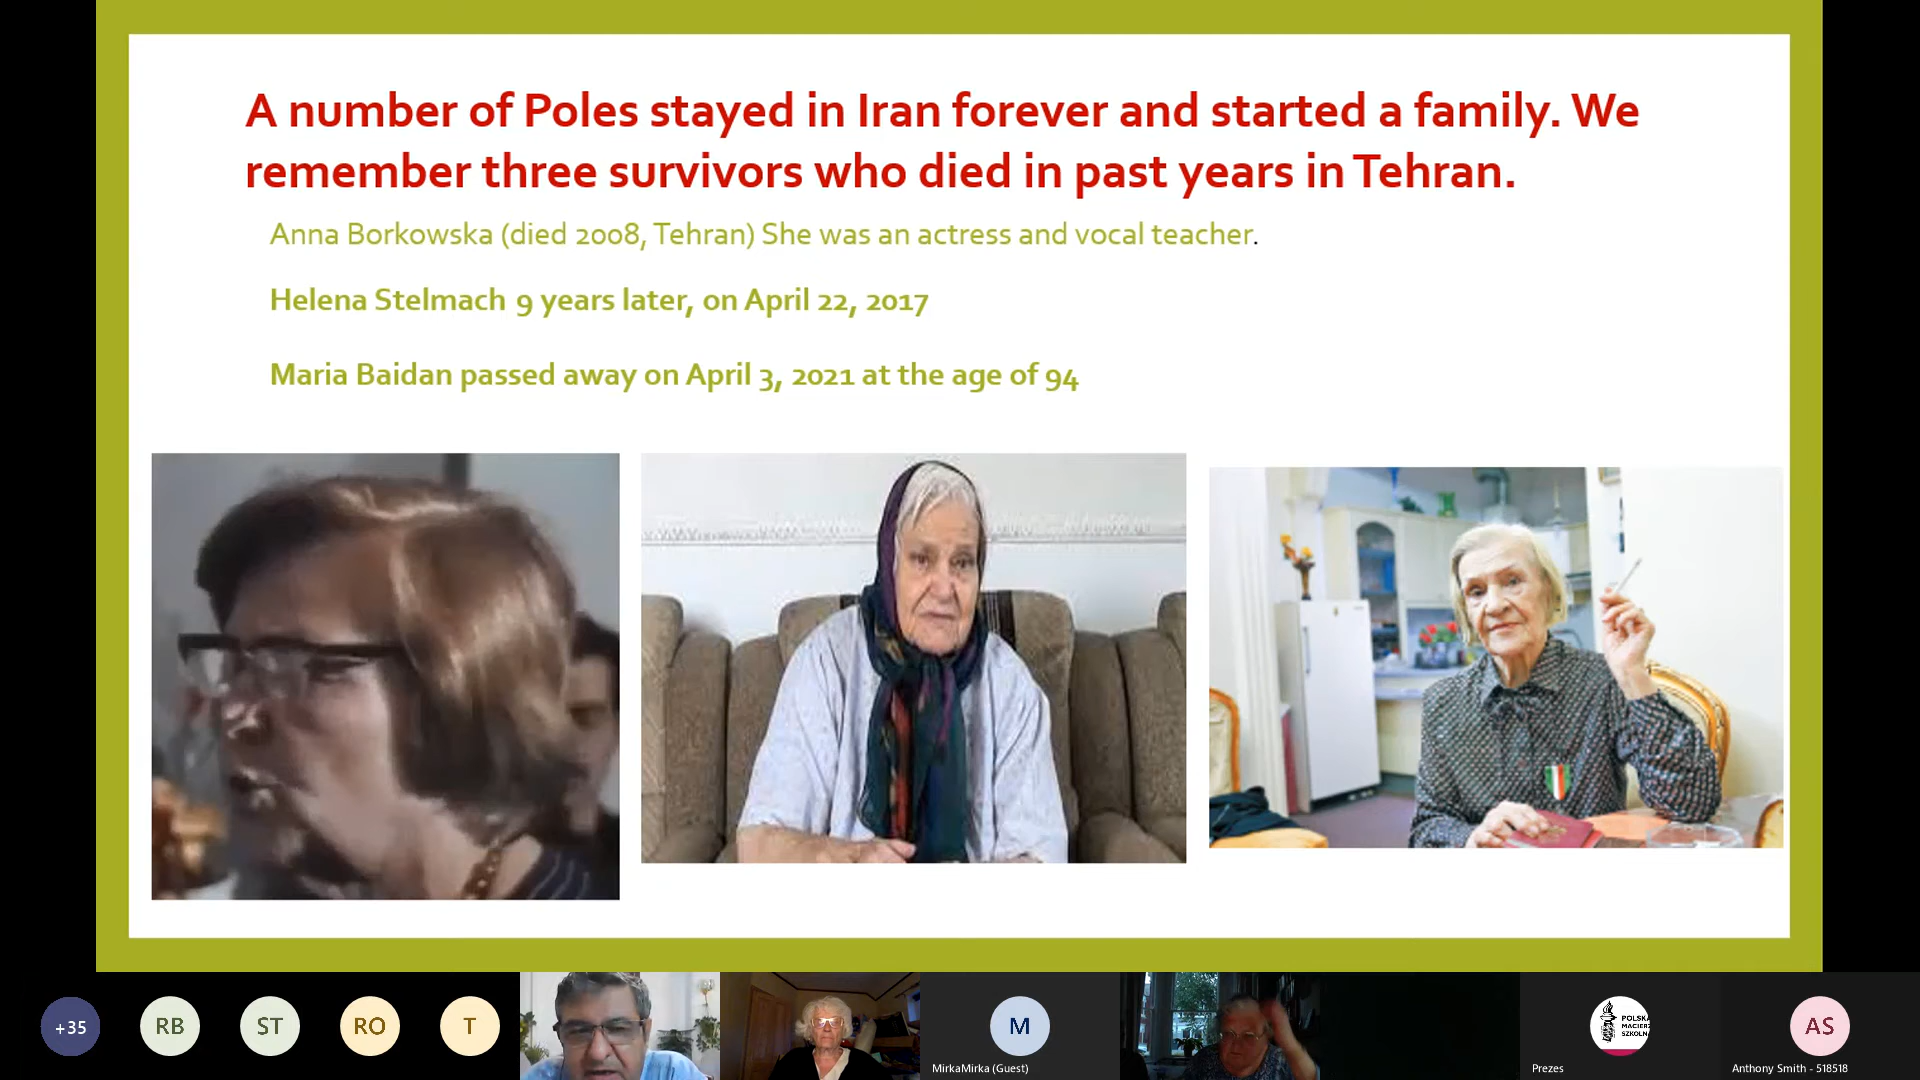 A number of Poles stayed in Iran forever and started a family. We
remember three survivors who died in past years in Tehran.
Anna Borkowska (died 2008, Tehran) She was an actress and vocal teacher.
Helena Stelmach 9 years later, on April 22, 2017
Maria Baidan passed away on April 3, 2021 at the age of 94
+35
RB
ST
RO
T
M
MirkaMirka (Guest)
POLSKA
MACIERZ
SZKOLNA
Prezes
AS
Anthony Smith - 518518